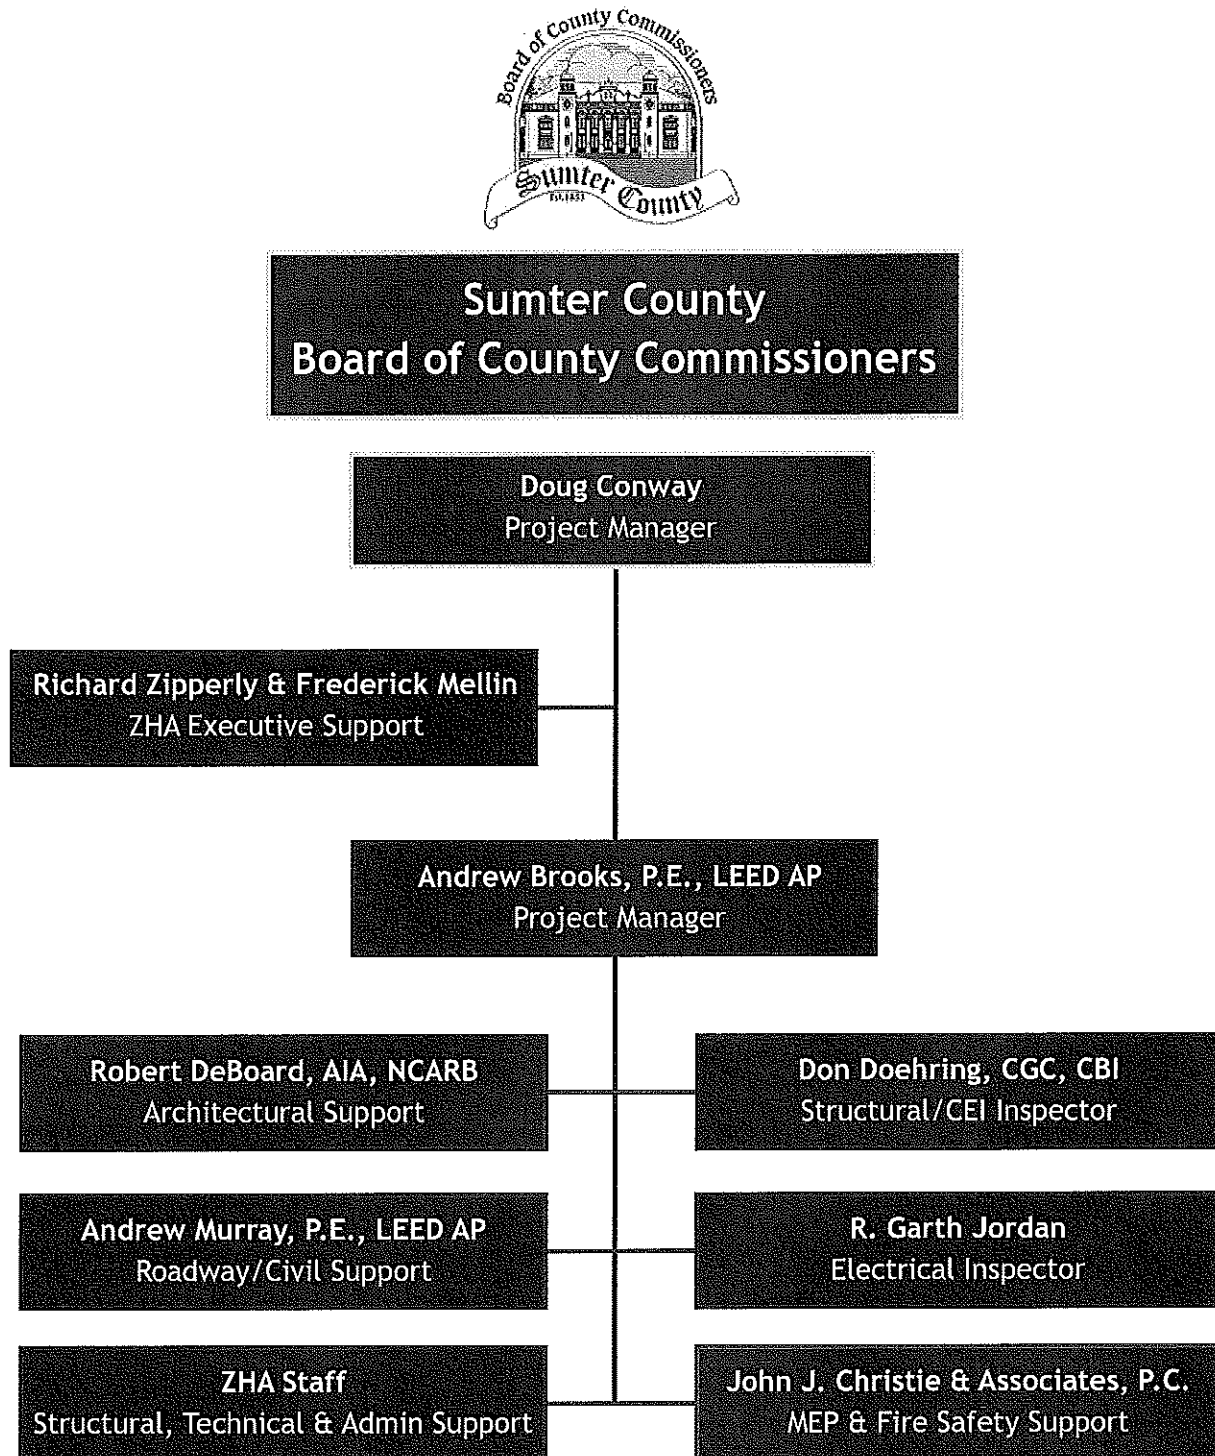 Board of County Commissioners
Sumter County
Est. 1853
Sumter County
Board of County Commissioners
Doug Conway
Project Manager
Richard Zipperly & Frederick Mellin
ZHA Executive Support
Andrew Brooks, P.E., LEED AP
Project Manager
Robert DeBoard, AIA, NCARB
Architectural Support
Don Doehring, CGC, CBI
Structural/CEI Inspector
Andrew Murray, P.E., LEED AP
Roadway/Civil Support
R. Garth Jordan
Electrical Inspector
ZHA Staff
Structural, Technical & Admin Support
John J. Christie & Associates, P.C.
MEP & Fire Safety Support